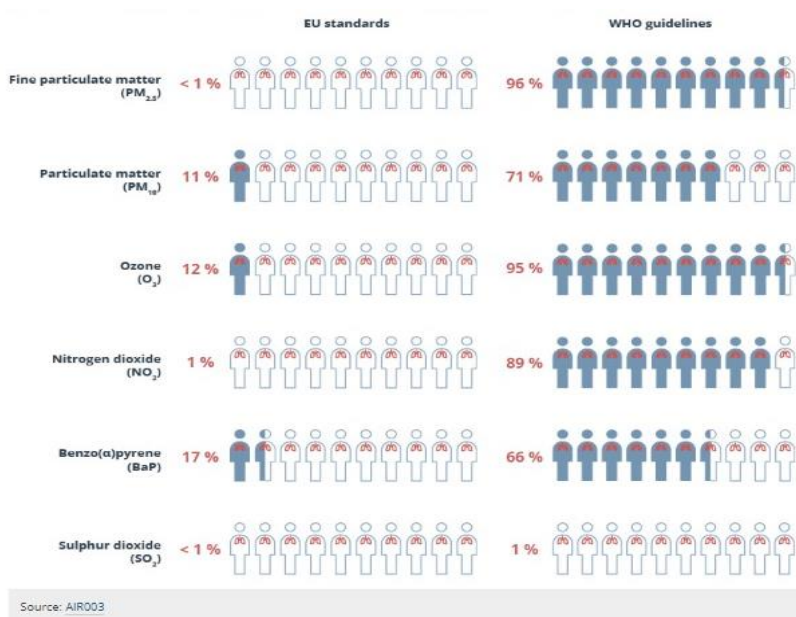 EU standards WHO guidelines
Fine particulate matter
(PM₂.₅) < 1 % 96 %
Particulate matter
(PM₁₀) 11 % 71 %
Ozone
(O₃) 12 % 95 %
Nitrogen dioxide
(NO₂) 1 % 89 %
Benzo(α)pyrene
(BaP) 17 % 66 %
Sulphur dioxide
(SO₂) < 1 % 1 %
Source: AIR003